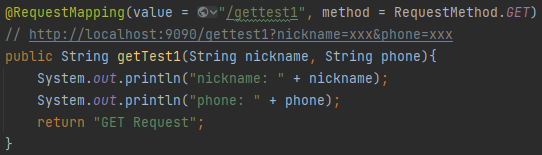 @RequestMapping(value = "/gettest1", method = RequestMethod.GET)
// http://localhost:9090/gettest1?nickname=xxx&phone=xxx
public String getTest1(String nickname, String phone){
System.out.println("nickname: " + nickname);
System.out.println("phone: " + phone);
return "GET Request";
}